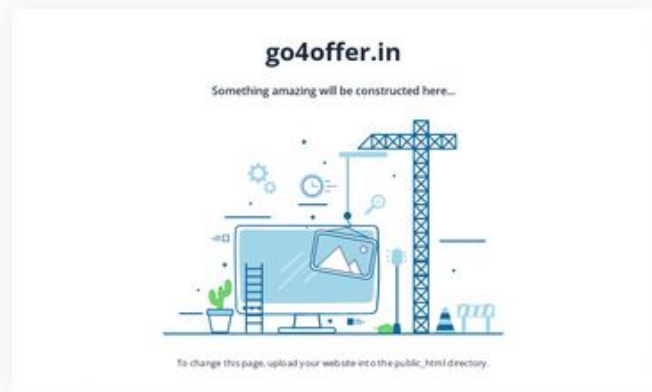 go4offer.in
Something amazing will be constructed here...
To change this page, upload your website into the public_html directory.